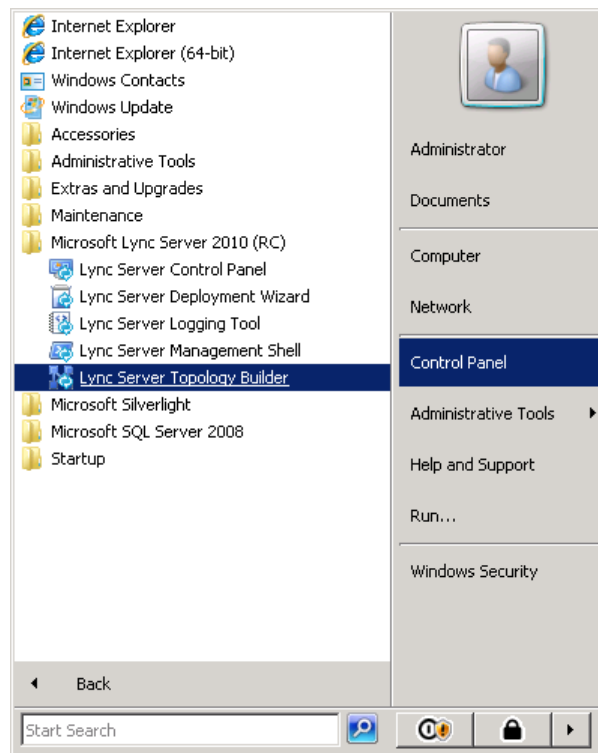 Internet Explorer
Internet Explorer (64-bit)
Windows Contacts
Windows Update
Accessories
Administrative Tools
Extras and Upgrades
Maintenance
Microsoft Lync Server 2010 (RC)
Lync Server Control Panel
Lync Server Deployment Wizard
Lync Server Logging Tool
Lync Server Management Shell
Lync Server Topology Builder
Microsoft Silverlight
Microsoft SQL Server 2008
Startup
Back
Start Search
Administrator
Documents
Computer
Network
Control Panel
Administrative Tools
Help and Support
Run...
Windows Security